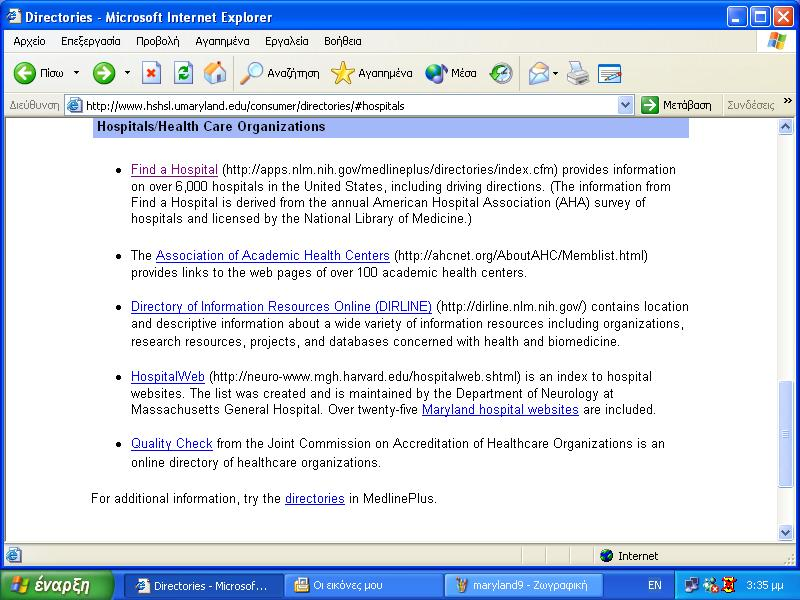 Directories - Microsoft Internet Explorer
Αρχείο Επεξεργασία Προβολή Αγαπημένα Εργαλεία Βοήθεια
Πίσω Αναζήτηση Αγαπημένα Μέσα
Διεύθυνση http://www.hshsl.umaryland.edu/consumer/directories/#hospitals Μετάβαση Συνδέσεις »
Hospitals/Health Care Organizations
• Find a Hospital (http://apps.nlm.nih.gov/medlineplus/directories/index.cfm) provides information
on over 6,000 hospitals in the United States, including driving directions. (The information from
Find a Hospital is derived from the annual American Hospital Association (AHA) survey of
hospitals and licensed by the National Library of Medicine.)
• The Association of Academic Health Centers (http://ahcnet.org/AboutAHC/Memblist.html)
provides links to the web pages of over 100 academic health centers.
• Directory of Information Resources Online (DIRLINE) (http://dirline.nlm.nih.gov/) contains location
and descriptive information about a wide variety of information resources including organizations,
research resources, projects, and databases concerned with health and biomedicine.
• HospitalWeb (http://neuro-www.mgh.harvard.edu/hospitalweb.shtml) is an index to hospital
websites. The list was created and is maintained by the Department of Neurology at
Massachusetts General Hospital. Over twenty-five Maryland hospital websites are included.
• Quality Check from the Joint Commission on Accreditation of Healthcare Organizations is an
online directory of healthcare organizations.
For additional information, try the directories in MedlinePlus.
Internet
έναρξη Directories - Microsof... Οι εικόνες μου maryland9 - Ζωγραφική EN 3:35 μμ